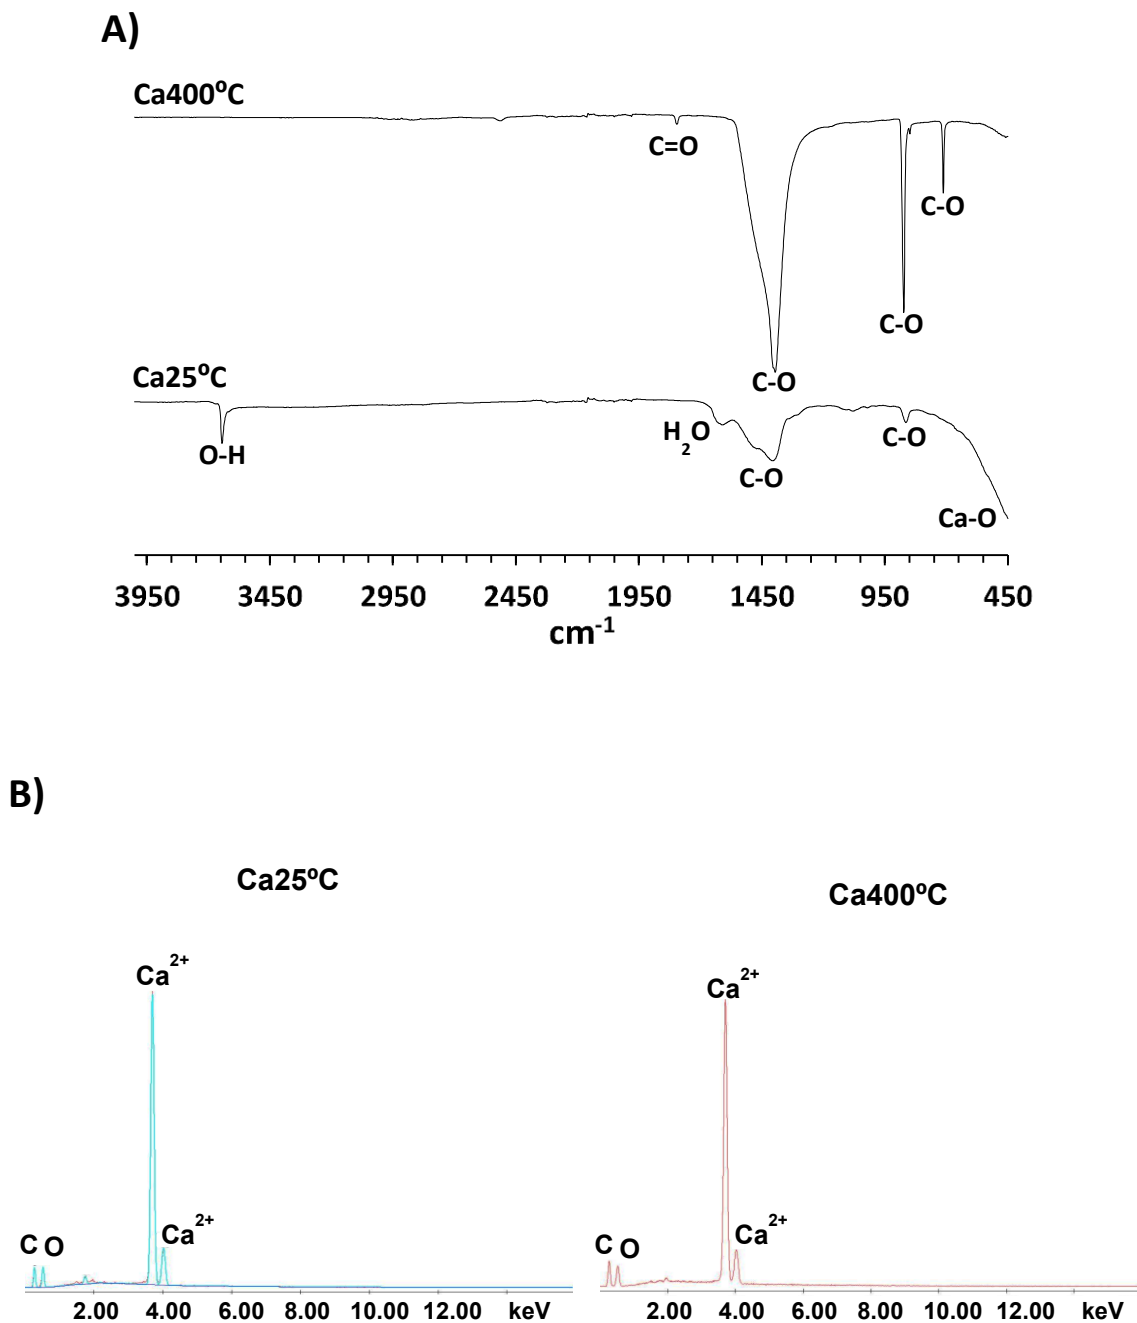 A)
Ca400ºC
C=O
C-O
C-O
C-O
Ca25ºC
O-H
H2O
C-O
C-O
Ca-O
3950 3450 2950 2450 1950 1450 950 450
cm-1
B)
Ca25ºC
Ca400ºC
Ca2+
Ca2+
Ca2+
Ca2+
C O
C O
2.00 4.00 6.00 8.00 10.00 12.00 keV
2.00 4.00 6.00 8.00 10.00 12.00 keV